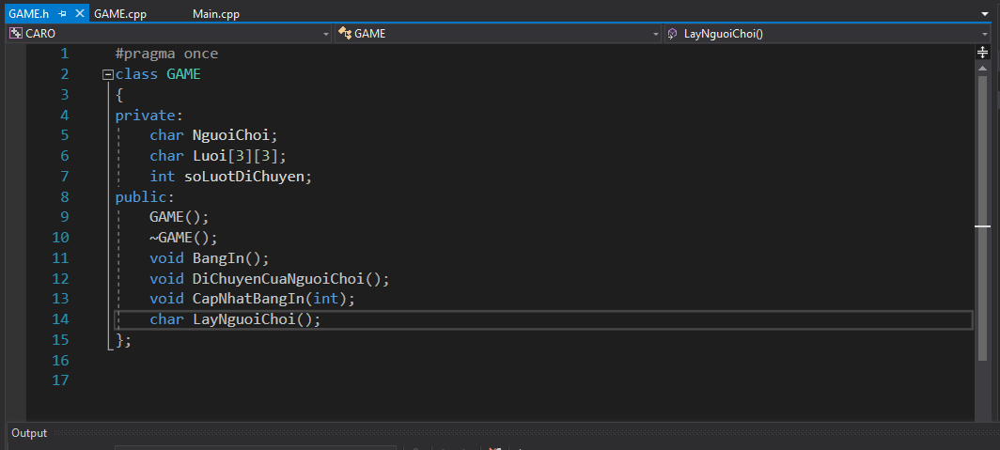 GAME.h GAME.cpp Main.cpp
CARO GAME LayNguoiChoi()
1 #pragma once
2 class GAME
3 {
4 private:
5 char NguoiChoi;
6 char Luoi[3][3];
7 int soLuotDiChuyen;
8 public:
9 GAME();
10 ~GAME();
11 void BangIn();
12 void DiChuyenCuaNguoiChoi();
13 void CapNhatBangIn(int);
14 char LayNguoiChoi();
15 };
16
17
Output